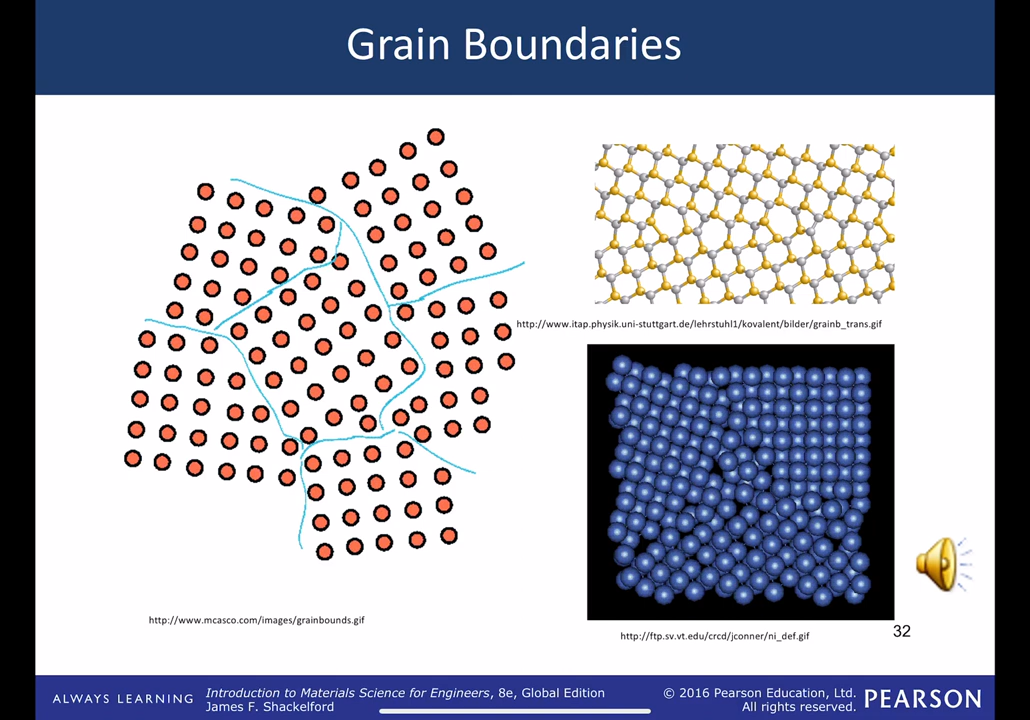 Grain Boundaries
http://www.itap.physik.uni-stuttgart.de/lehrstuhl1/kovalent/bilder/grainb_trans.gif
http://www.mcasco.com/images/grainbounds.gif
http://ftp.sv.vt.edu/crcd/jconner/ni_def.gif
32
ALWAYS LEARNING
Introduction to Materials Science for Engineers, 8e, Global Edition
James F. Shackelford
© 2016 Pearson Education, Ltd.
All rights reserved.
PEARSON